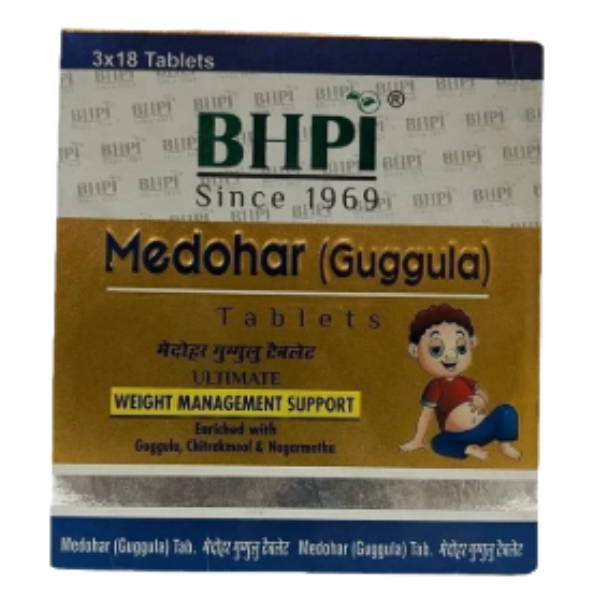 3x18 Tablets
BHPI®
Since 1969
Medohar (Guggula)
Tablets
मेदोहर गुग्गुलु टैबलेट
ULTIMATE
WEIGHT MANAGEMENT SUPPORT
Enriched with
Guggulu, Chitrakmool & Nagarmotha
Medohar (Guggula) Tab. मेदोहर गुग्गुलु टैबलेट Medohar (Guggula) Tab. मेदोहर गुग्गुलु टैबलेट